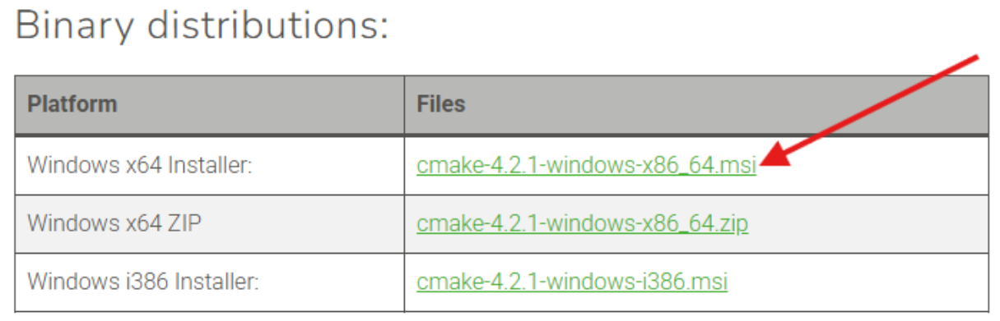 Binary distributions:
Platform Files
Windows x64 Installer: cmake-4.2.1-windows-x86_64.msi
Windows x64 ZIP cmake-4.2.1-windows-x86_64.zip
Windows i386 Installer: cmake-4.2.1-windows-i386.msi